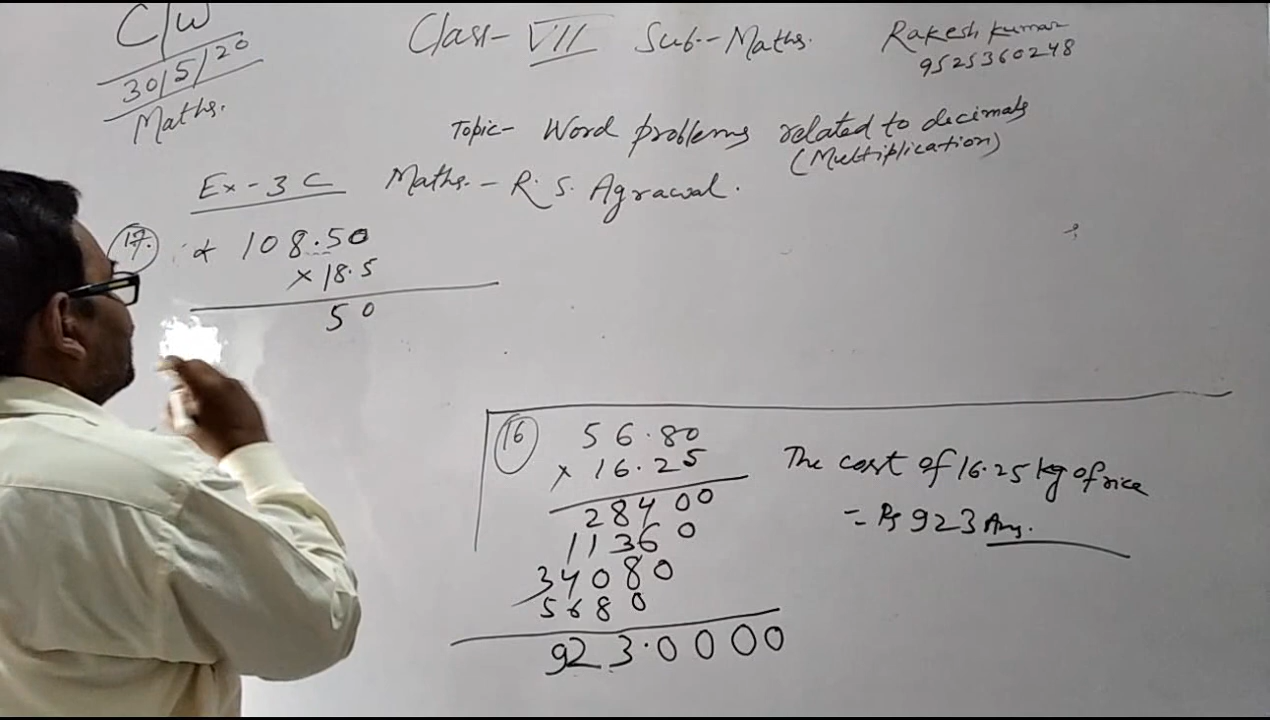 C/W
30/5/20
Maths.
Class- VII Sub:- Maths.
Rakesh kumar
9525360248
Topic- Word problems related to decimals
(Multiplication)
Ex-3C Maths.- R. S. Agrawal.
17.
108.50
×18.5
50
16
56.80
×16.25
28400
11360
34080
5680
923.0000
The cost of 16.25 kg of rice
= Rs 923 Ans.